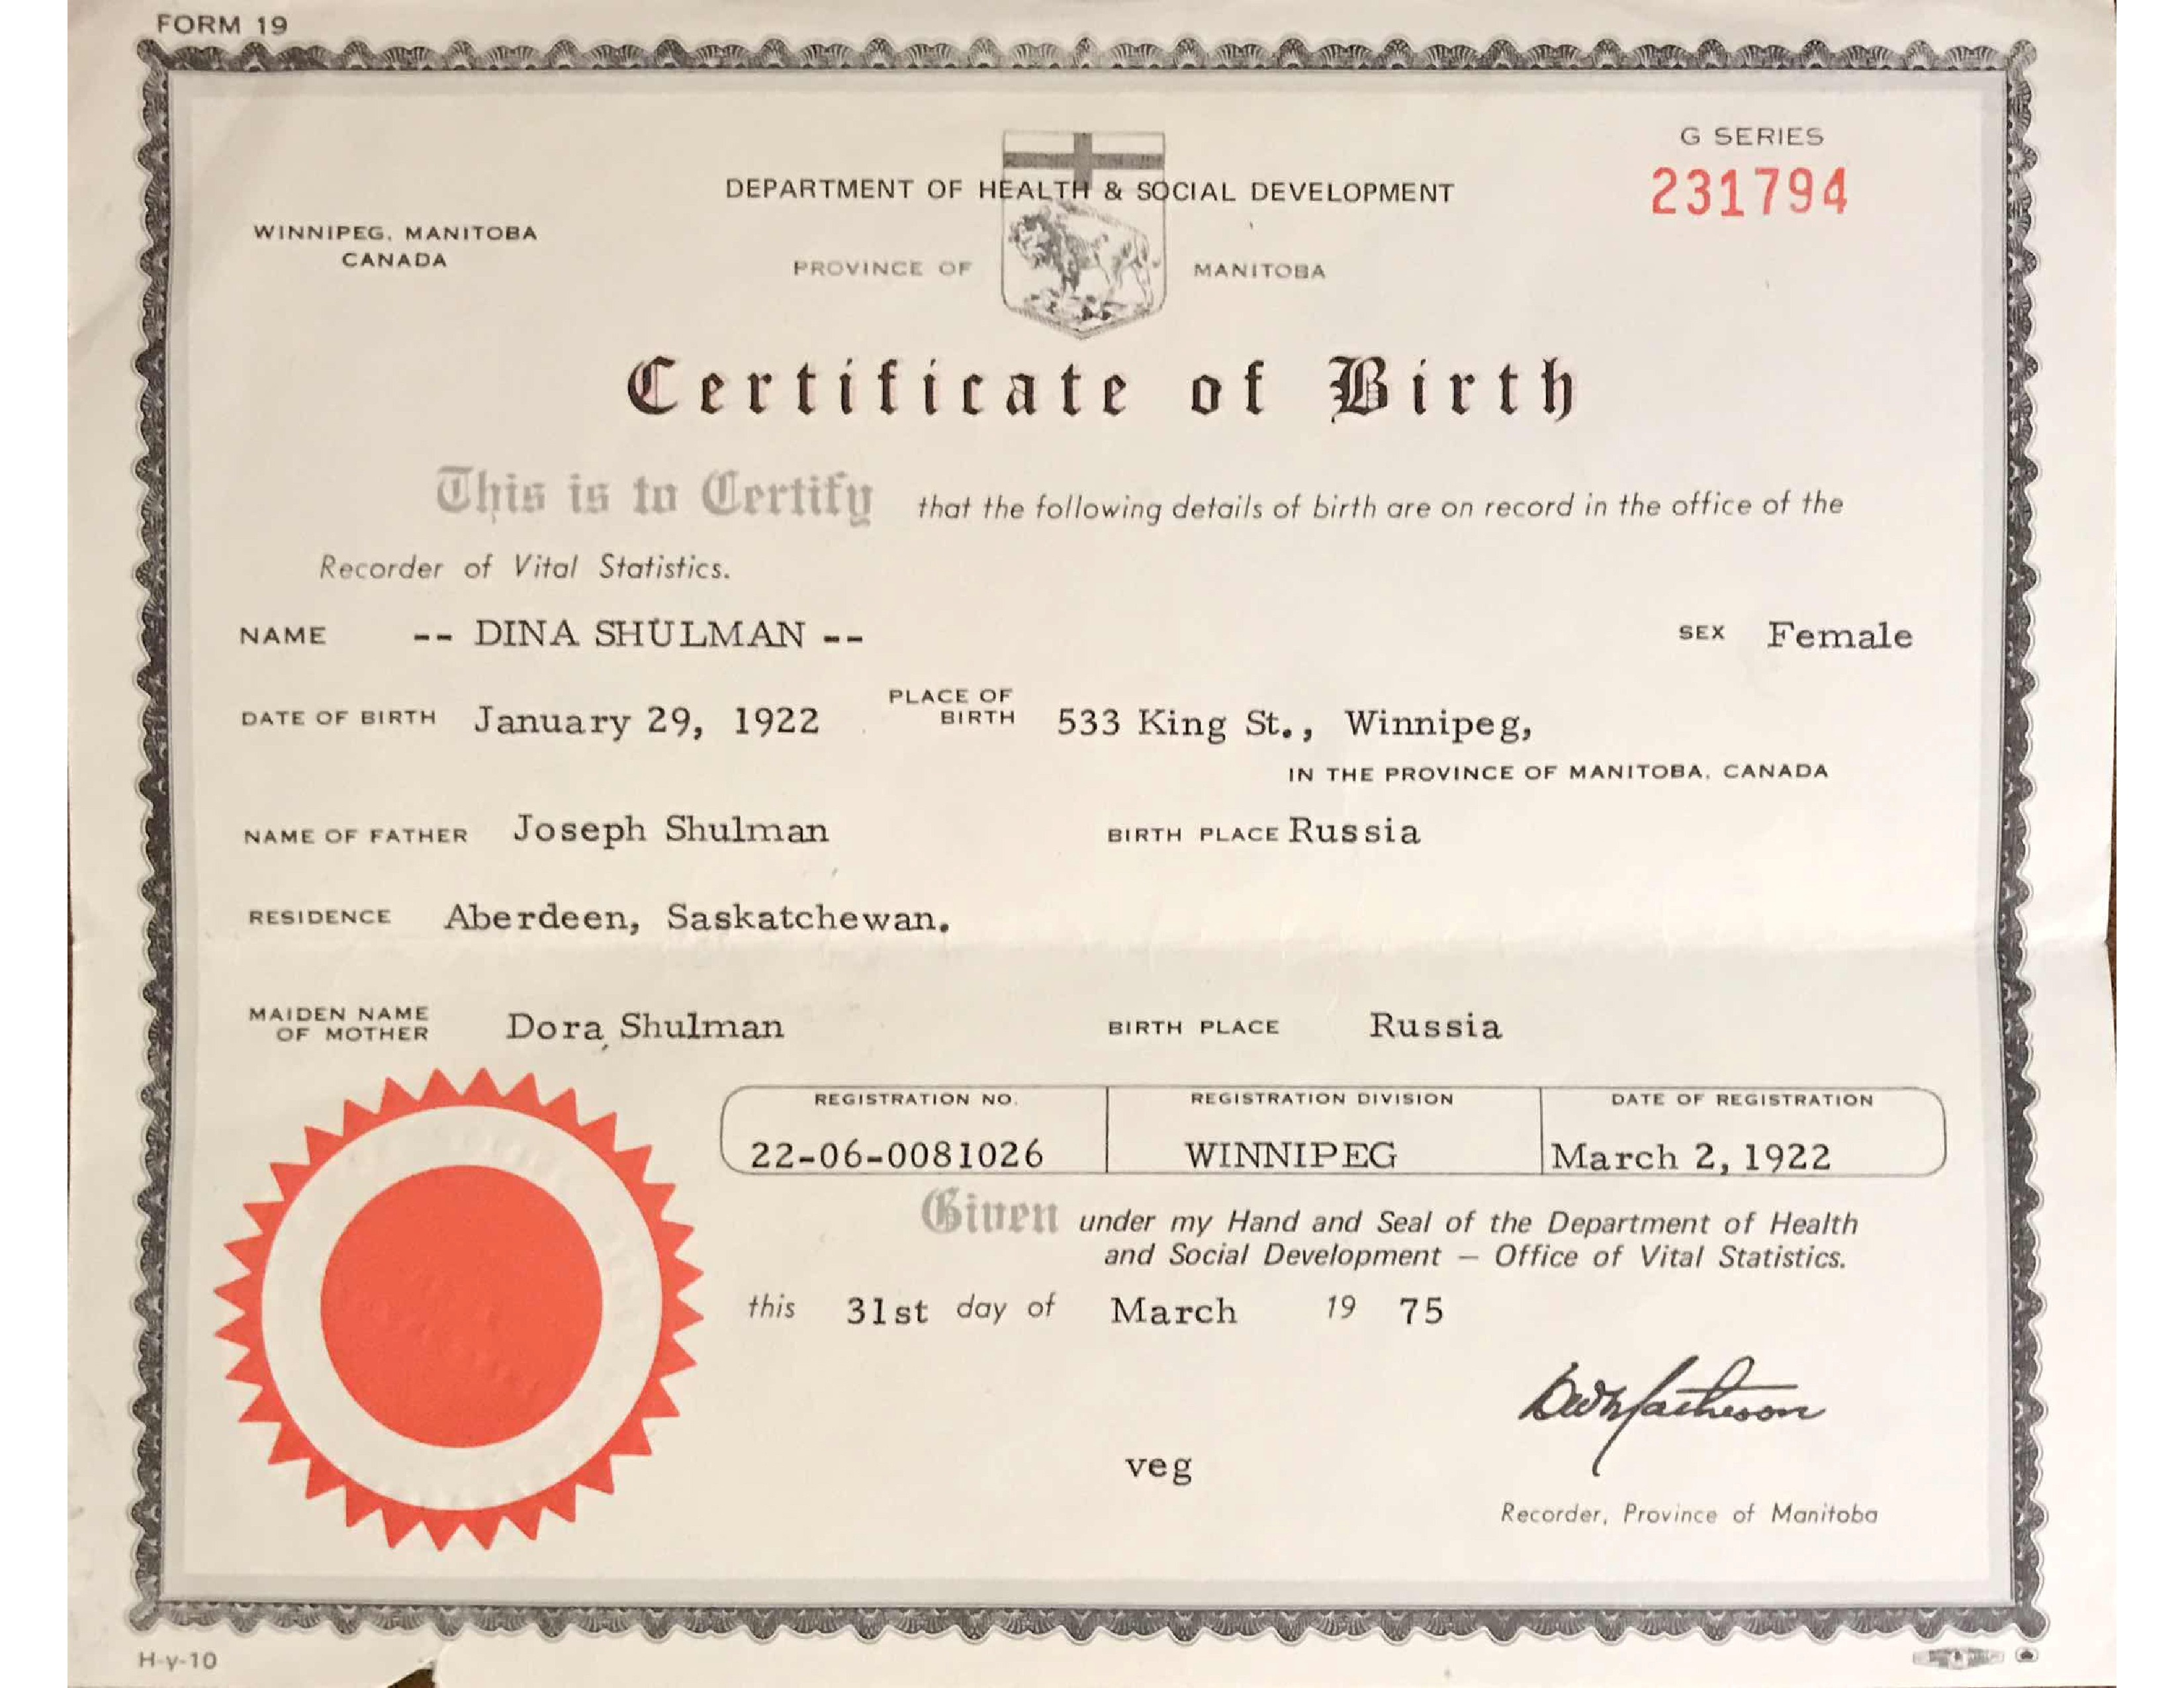 FORM 19
G SERIES
231794
DEPARTMENT OF HEALTH & SOCIAL DEVELOPMENT
WINNIPEG, MANITOBA
CANADA
PROVINCE OF MANITOBA
Certificate of Birth
This is to Certify that the following details of birth are on record in the office of the
Recorder of Vital Statistics.
NAME -- DINA SHULMAN -- SEX Female
DATE OF BIRTH January 29, 1922 PLACE OF BIRTH 533 King St., Winnipeg,
IN THE PROVINCE OF MANITOBA, CANADA
NAME OF FATHER Joseph Shulman BIRTH PLACE Russia
RESIDENCE Aberdeen, Saskatchewan.
MAIDEN NAME OF MOTHER Dora Shulman BIRTH PLACE Russia
REGISTRATION NO. REGISTRATION DIVISION DATE OF REGISTRATION
22-06-0081026 WINNIPEG March 2, 1922
Given under my Hand and Seal of the Department of Health
and Social Development — Office of Vital Statistics.
this 31st day of March 19 75
veg
Recorder, Province of Manitoba
H-y-10